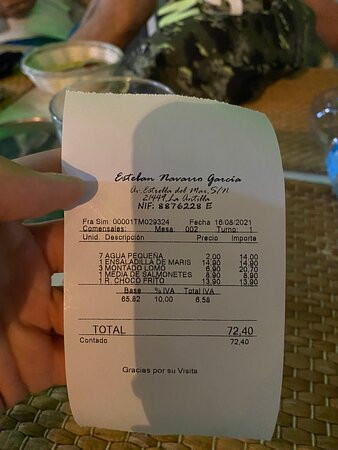 Esteban Navarro García
Av. Estrella del Mar, S/N
21449 La Antilla
NIF: 8876228 E
Fra Sim: 00001TM029324 Fecha 16/08/2021
Comensales: Mesa 002 Turno: 1
Unid. Descripción Precio Importe
7 AGUA PEQUEÑA 2,00 14,00
1 ENSALADILLA DE MARIS 14,90 14,90
3 MONTADO LOMO 6,90 20,70
1 MEDIA DE SALMONETES 8,90 8,90
1 R. CHOCO FRITO 13,90 13,90
Base % IVA Total IVA
65,82 10,00 6,58
TOTAL 72,40
Contado 72,40
Gracias por su Visita